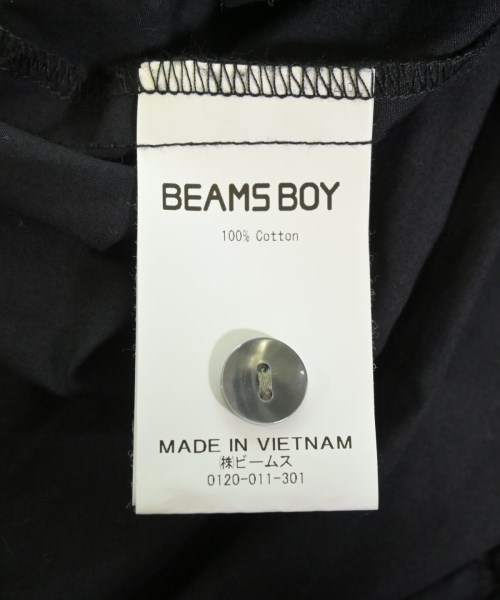 BEAMS BOY
100% Cotton
MADE IN VIETNAM
㈱ビームス
0120-011-301